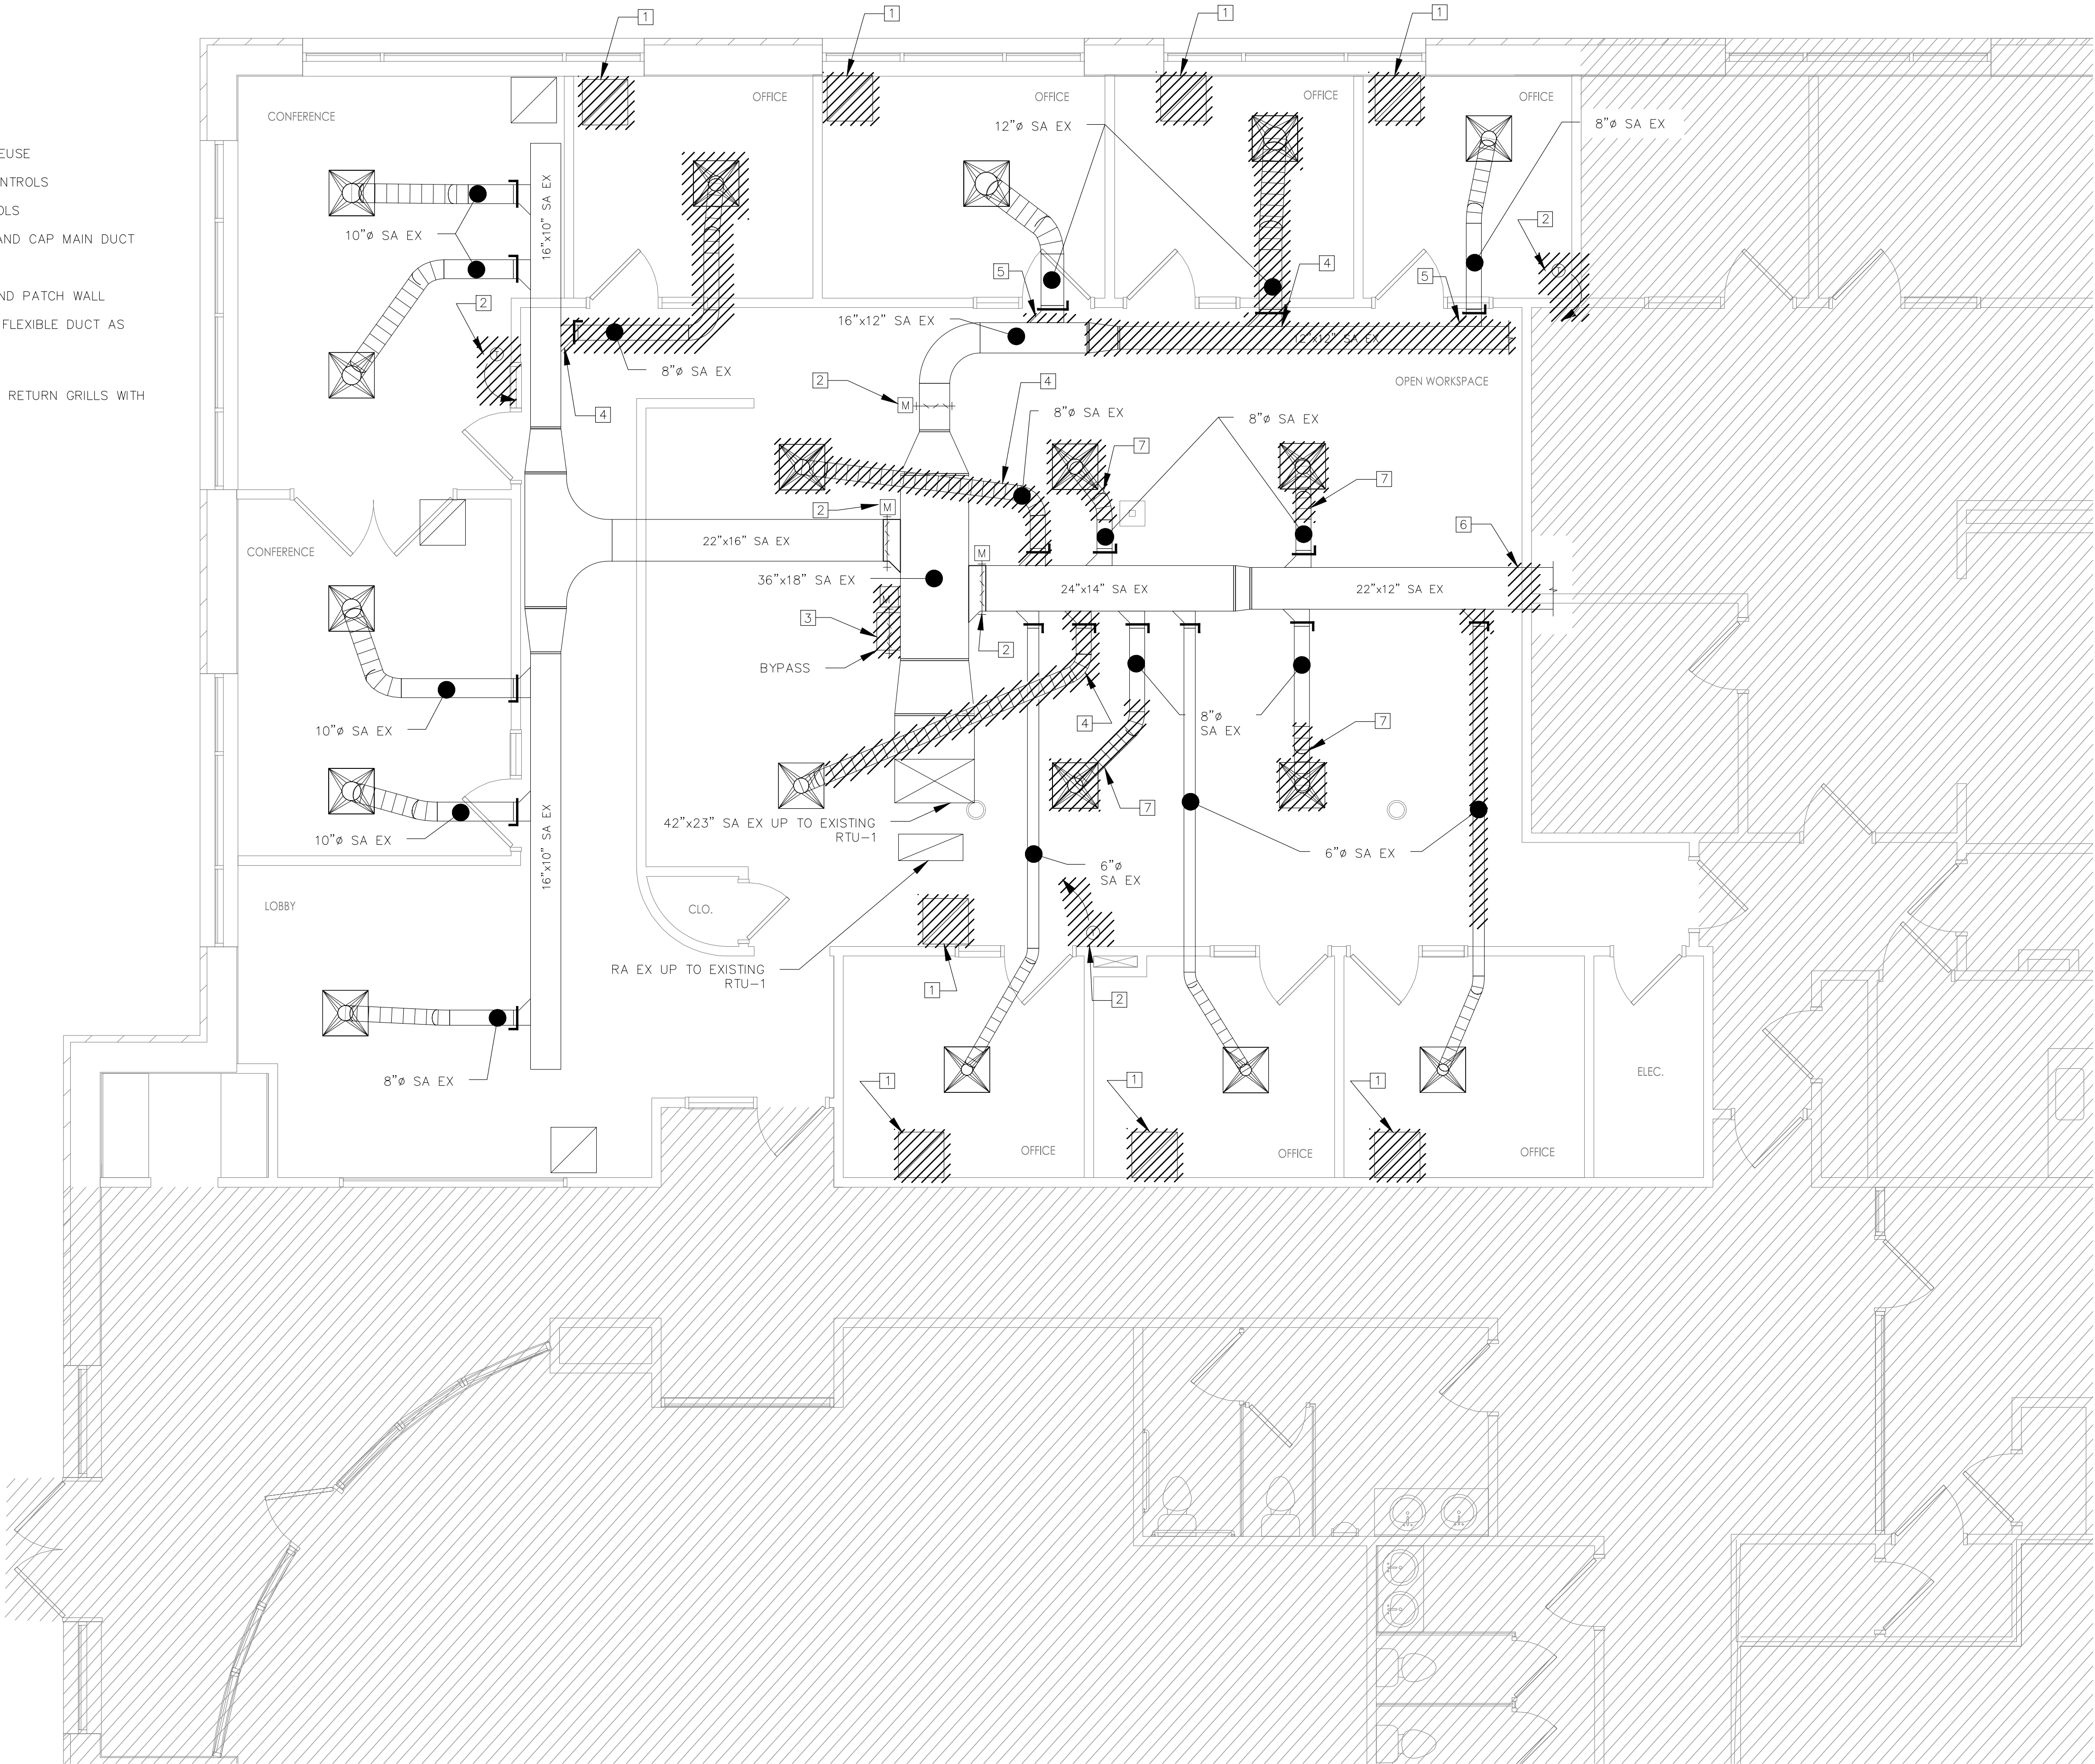 1
1
1
1
OFFICE
OFFICE
OFFICE
OFFICE
CONFERENCE
12"ø SA EX
8"ø SA EX
EUSE
NTROLS
OLS
AND CAP MAIN DUCT
ND PATCH WALL
FLEXIBLE DUCT AS
RETURN GRILLS WITH
16"x10" SA EX
10"ø SA EX
2
2
5
4
5
16"x12" SA EX
12"x12" SA EX
8"ø SA EX
2
4
OPEN WORKSPACE
M
4
8"ø SA EX
8"ø SA EX
7
7
2
M
6
22"x16" SA EX
M
CONFERENCE
36"x18" SA EX
24"x14" SA EX
22"x12" SA EX
M
3
2
BYPASS
4
8"ø
SA EX
7
10"ø SA EX
7
42"x23" SA EX UP TO EXISTING
RTU-1
10"ø SA EX
16"x10" SA EX
6"ø
SA EX
6"ø SA EX
LOBBY
CLO.
T
T
T
RA EX UP TO EXISTING
RTU-1
1
2
8"ø SA EX
1
1
1
ELEC.
OFFICE
OFFICE
OFFICE